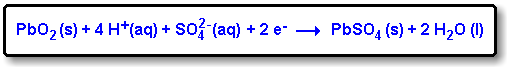 PbO₂ (s) + 4 H⁺(aq) + SO₄²⁻(aq) + 2 e⁻ ⟶ PbSO₄ (s) + 2 H₂O (l)